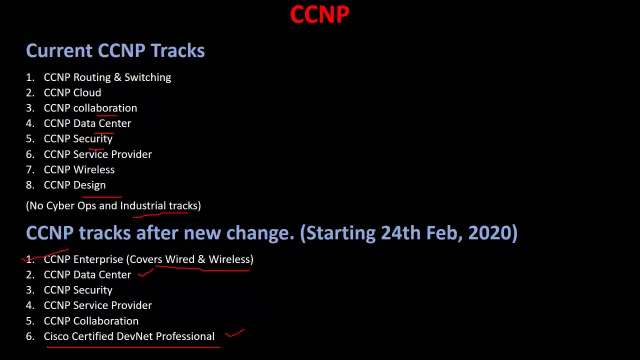 CCNP
Current CCNP Tracks
1. CCNP Routing & Switching
2. CCNP Cloud
3. CCNP collaboration
4. CCNP Data Center
5. CCNP Security
6. CCNP Service Provider
7. CCNP Wireless
8. CCNP Design
(No Cyber Ops and Industrial tracks)
CCNP tracks after new change. (Starting 24th Feb, 2020)
1. CCNP Enterprise (Covers Wired & Wireless)
2. CCNP Data Center
3. CCNP Security
4. CCNP Service Provider
5. CCNP Collaboration
6. Cisco Certified DevNet Professional